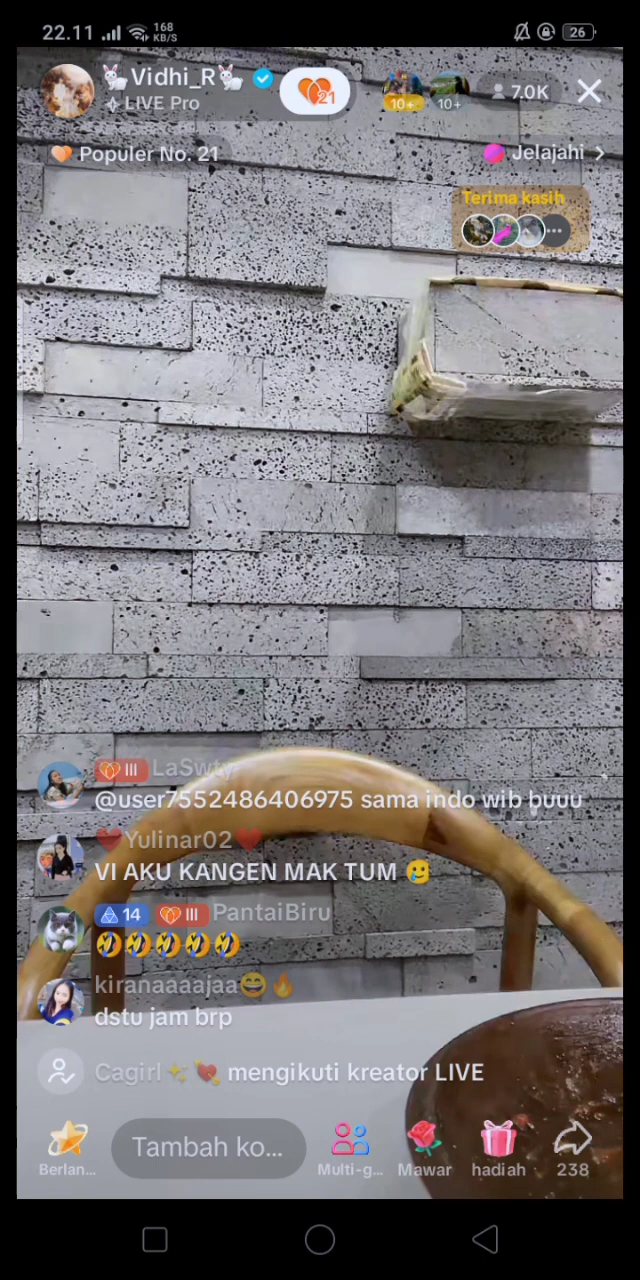 22.11
168
KB/S
26
🐇Vidhi_R🐇
LIVE Pro
21
10+
10+
7.0K
Populer No. 21
Jelajahi
Terima kasih
III LaSwty
@user7552486406975 sama indo wib buuu
❤️Yulinar02❤️
VI AKU KANGEN MAK TUM 🥲
14 III PantaiBiru
🤣🤣🤣🤣🤣
kiranaaaajaa😄🔥
dstu jam brp
Cagirl✨💘 mengikuti kreator LIVE
Berlan...
Tambah ko...
Multi-g...
Mawar
hadiah
238